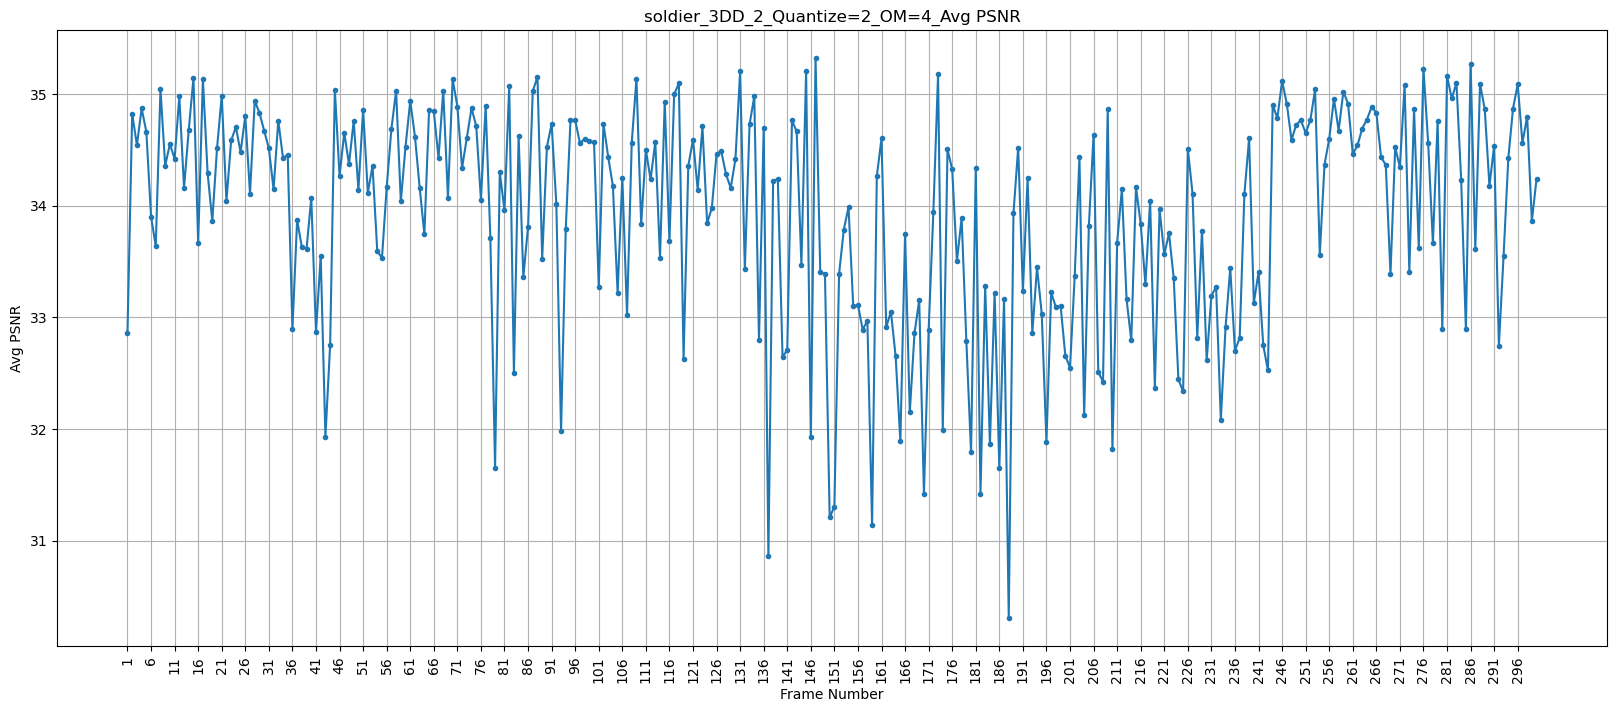 soldier_3DD_2_Quantize=2_OM=4_Avg PSNR
Avg PSNR
35
34
33
32
31
1 6 11 16 21 26 31 36 41 46 51 56 61 66 71 76 81 86 91 96 101 106 111 116 121 126 131 136 141 146 151 156 161 166 171 176 181 186 191 196 201 206 211 216 221 226 231 236 241 246 251 256 261 266 271 276 281 286 291 296
Frame Number